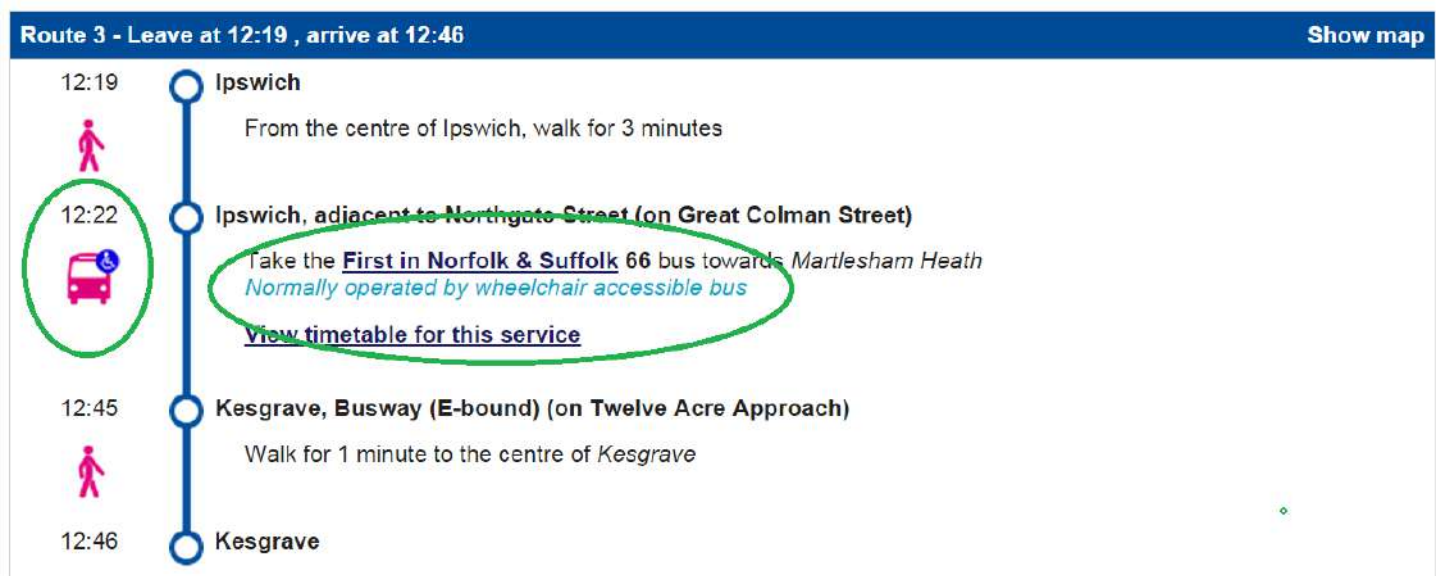 Route 3 - Leave at 12:19 , arrive at 12:46 Show map
12:19 Ipswich
From the centre of Ipswich, walk for 3 minutes
12:22 Ipswich, adjacent to Northgate Street (on Great Colman Street)
Take the First in Norfolk & Suffolk 66 bus towards Martlesham Heath
Normally operated by wheelchair accessible bus
View timetable for this service
12:45 Kesgrave, Busway (E-bound) (on Twelve Acre Approach)
Walk for 1 minute to the centre of Kesgrave
12:46 Kesgrave